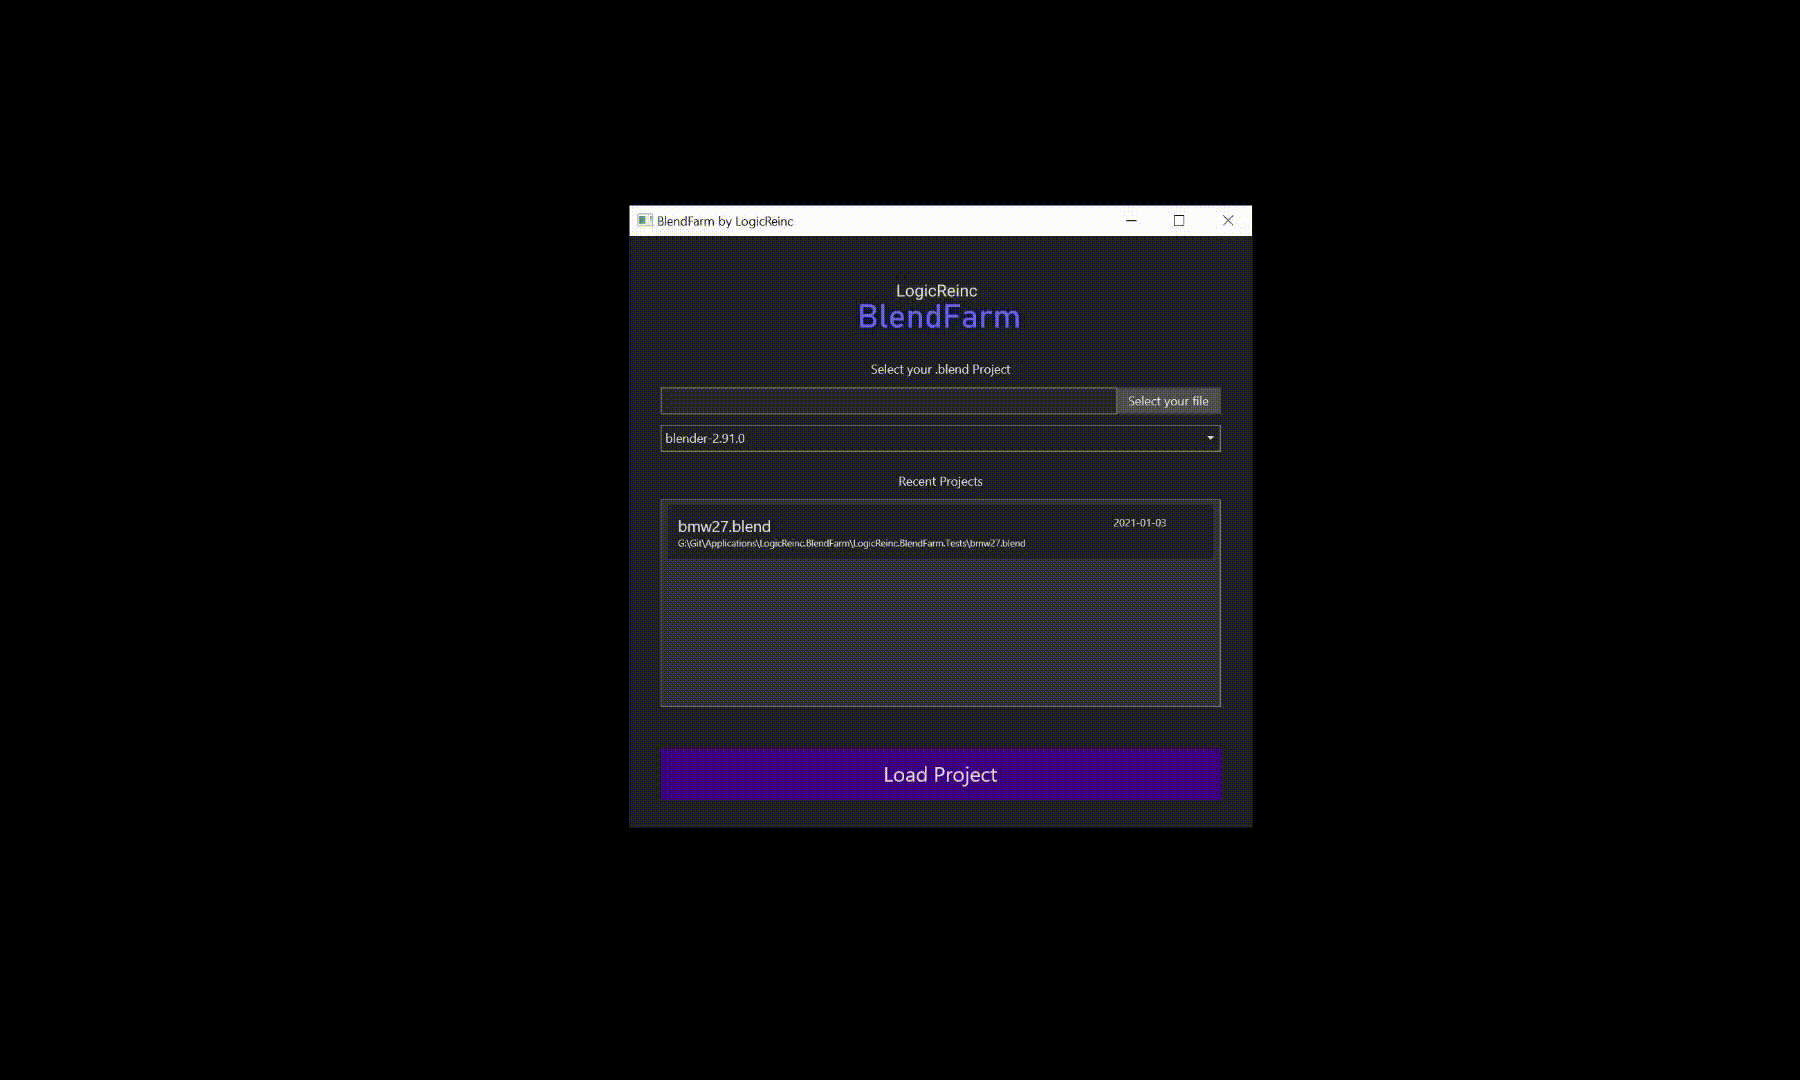 BlendFarm by LogicReinc
LogicReinc
BlendFarm
Select your .blend Project
Select your file
blender-2.91.0
Recent Projects
bmw27.blend
2021-01-03
G:\Git\Applications\LogicReinc.BlendFarm\LogicReinc.BlendFarm.Tests\bmw27.blend
Load Project